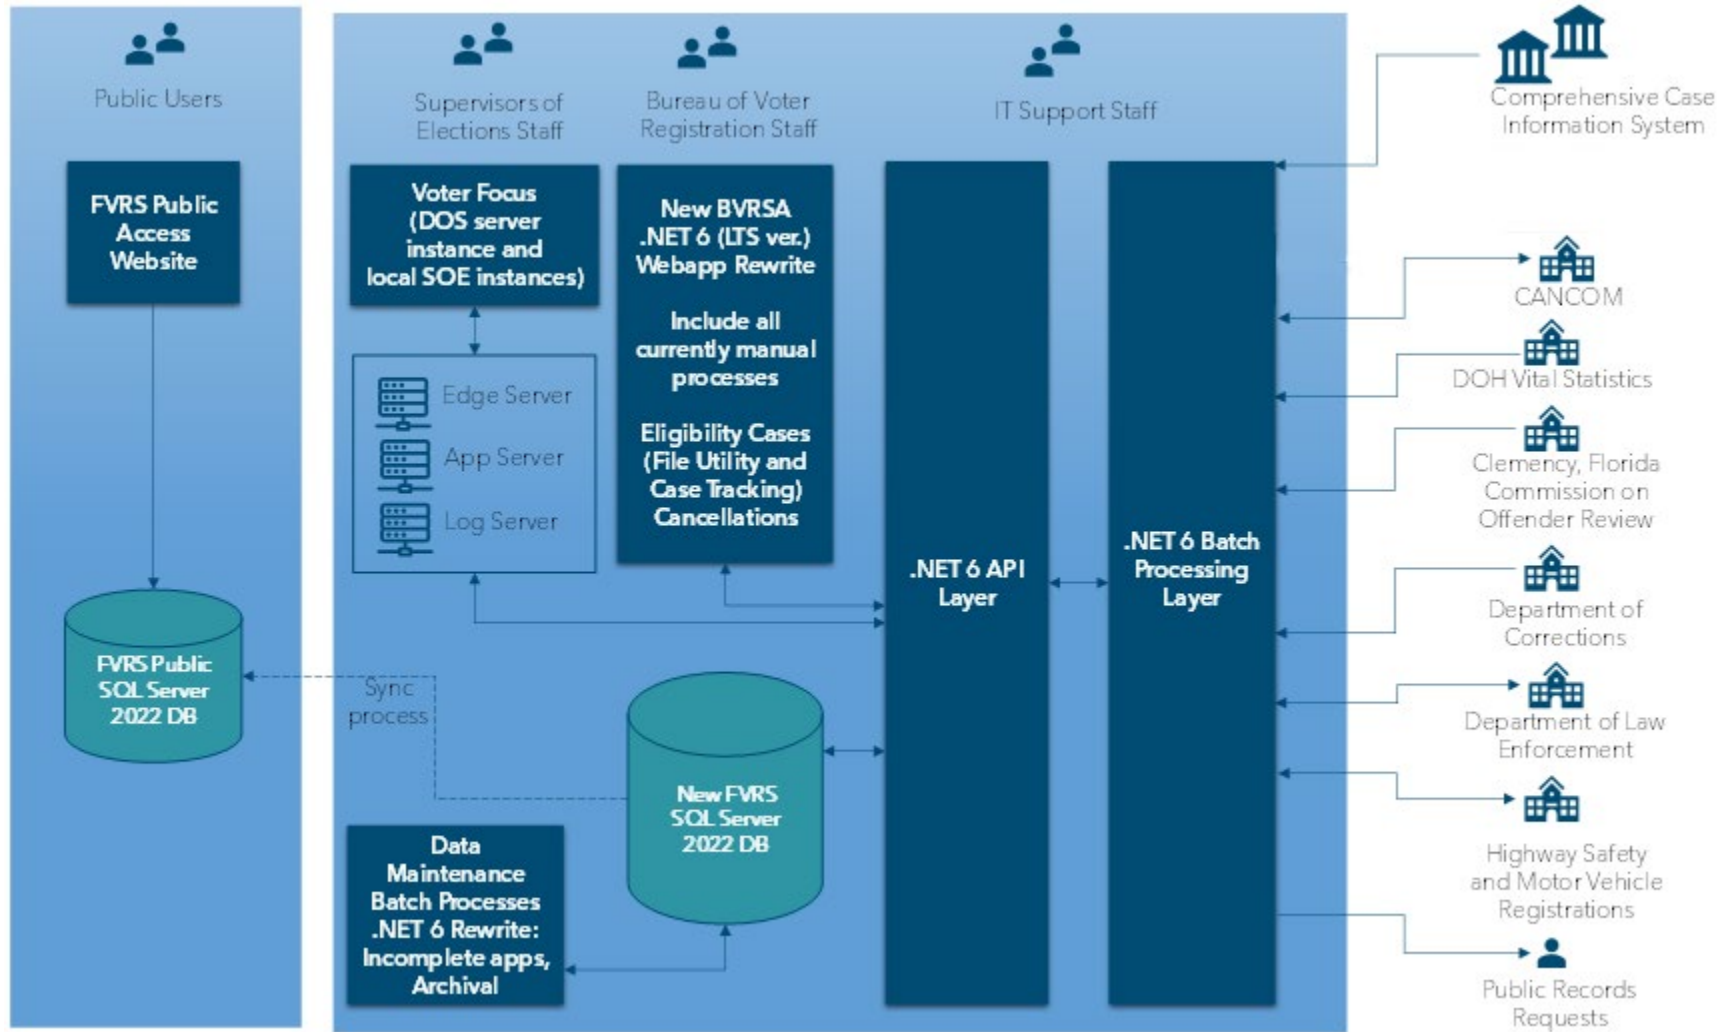 Public Users
FVRS Public
Access
Website
FVRS Public
SQL Server
2022 DB
Supervisors of
Elections Staff
Voter Focus
(DOS server
instance and
local SOE instances)
Edge Server
App Server
Log Server
Sync
process
Data
Maintenance
Batch Processes
.NET 6 Rewrite:
Incomplete apps,
Archival
Bureau of Voter
Registration Staff
New BVRSA
.NET 6 (LTS ver.)
Webapp Rewrite
Include all
currently manual
processes
Eligibility Cases
(File Utility and
Case Tracking)
Cancellations
New FVRS
SQL Server
2022 DB
IT Support Staff
.NET 6 API
Layer
.NET 6 Batch
Processing
Layer
Comprehensive Case
Information System
CANCOM
DOH Vital Statistics
Clemency, Florida
Commission on
Offender Review
Department of
Corrections
Department of Law
Enforcement
Highway Safety
and Motor Vehicle
Registrations
Public Records
Requests